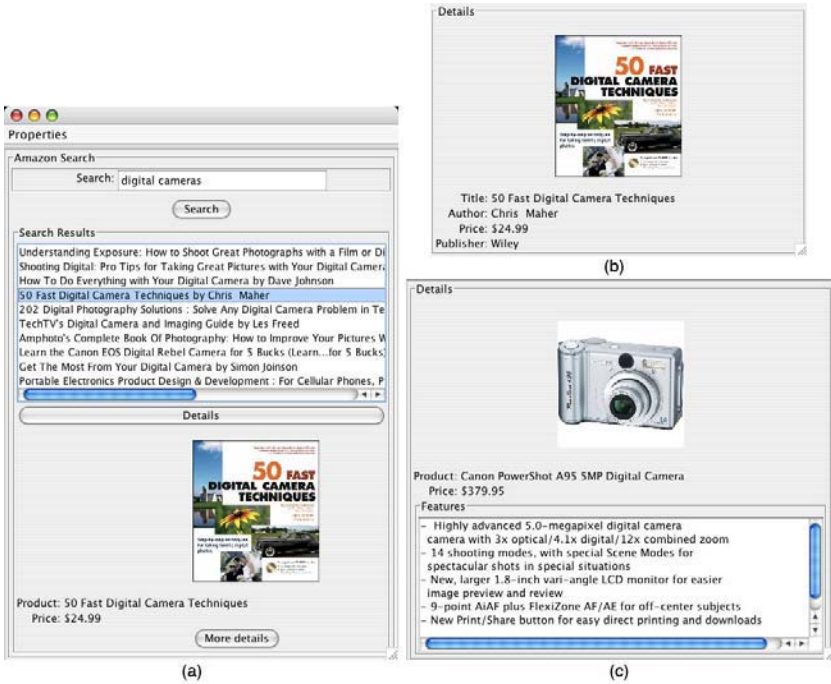 Properties
Amazon Search
Search: digital cameras
Search
Search Results
Understanding Exposure: How to Shoot Great Photographs with a Film or Di
Shooting Digital: Pro Tips for Taking Great Pictures with Your Digital Camer
How To Do Everything with Your Digital Camera by Dave Johnson
50 Fast Digital Camera Techniques by Chris Maher
202 Digital Photography Solutions : Solve Any Digital Camera Problem in Te
TechTV's Digital Camera and Imaging Guide by Les Freed
Amphoto's Complete Book Of Photography: How to Improve Your Pictures W
Learn the Canon EOS Digital Rebel Camera for 5 Bucks (Learn...for 5 Bucks
Get The Most From Your Digital Camera by Simon Joinson
Portable Electronics Product Design & Development : For Cellular Phones, P
Details
50 FAST
DIGITAL CAMERA
TECHNIQUES
Product: 50 Fast Digital Camera Techniques
Price: $24.99
More details
(a)
Details
50 FAST
DIGITAL CAMERA
TECHNIQUES
Title: 50 Fast Digital Camera Techniques
Author: Chris Maher
Price: $24.99
Publisher: Wiley
(b)
Details
Product: Canon PowerShot A95 5MP Digital Camera
Price: $379.95
Features
- Highly advanced 5.0-megapixel digital camera
camera with 3x optical/4.1x digital/12x combined zoom
- 14 shooting modes, with special Scene Modes for
spectacular shots in special situations
- New, larger 1.8-inch vari-angle LCD monitor for easier
image preview and review
- 9-point AiAF plus FlexiZone AF/AE for off-center subjects
- New Print/Share button for easy direct printing and downloads
(c)